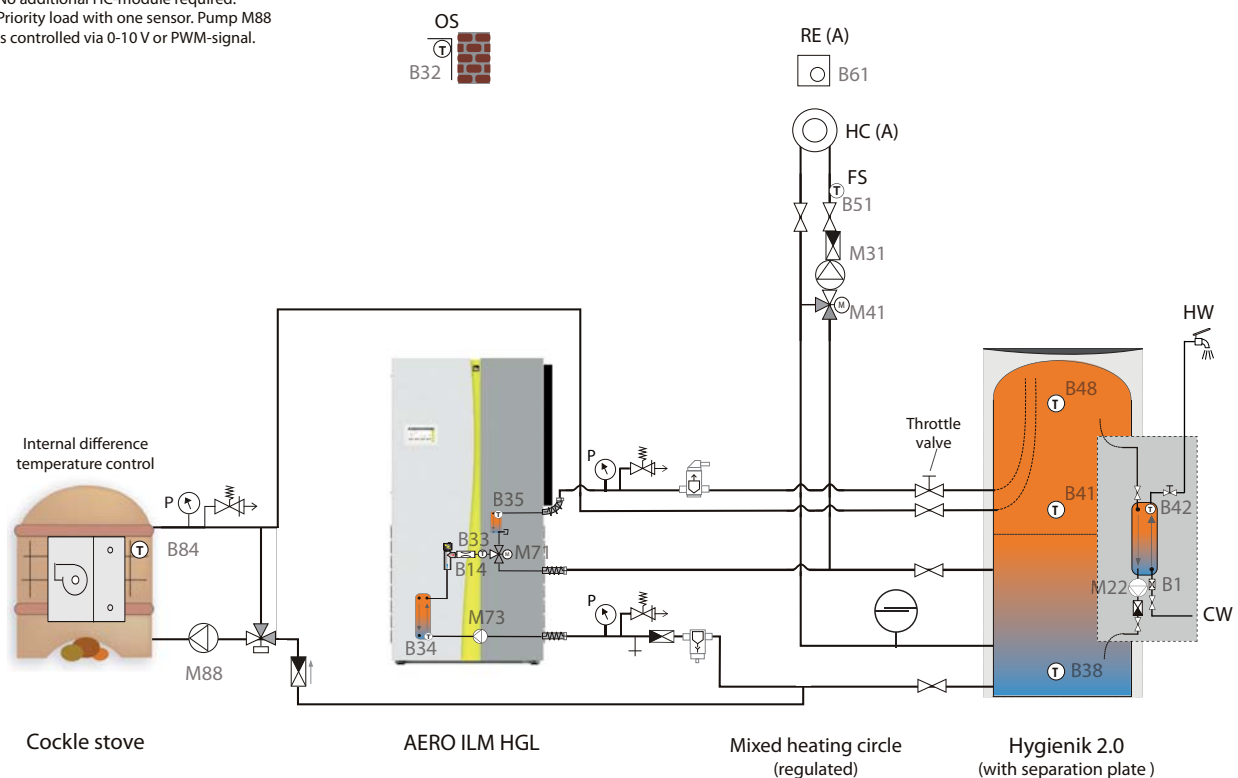 No additional HC-module required.
Priority load with one sensor. Pump M88
is controlled via 0-10 V or PWM-signal.
OS
T
B32
RE (A)
B61
HC (A)
FS
T
B51
M31
M
M41
HW
Internal difference
temperature control
P
T
B84
M88
P
B35
T
B33
T
M
M71
B14
M73
B34
T
P
Throttle
valve
T
B48
T
B41
T
B42
M22
B1
CW
T
B38
Cockle stove
AERO ILM HGL
Mixed heating circle
(regulated)
Hygienik 2.0
(with separation plate )